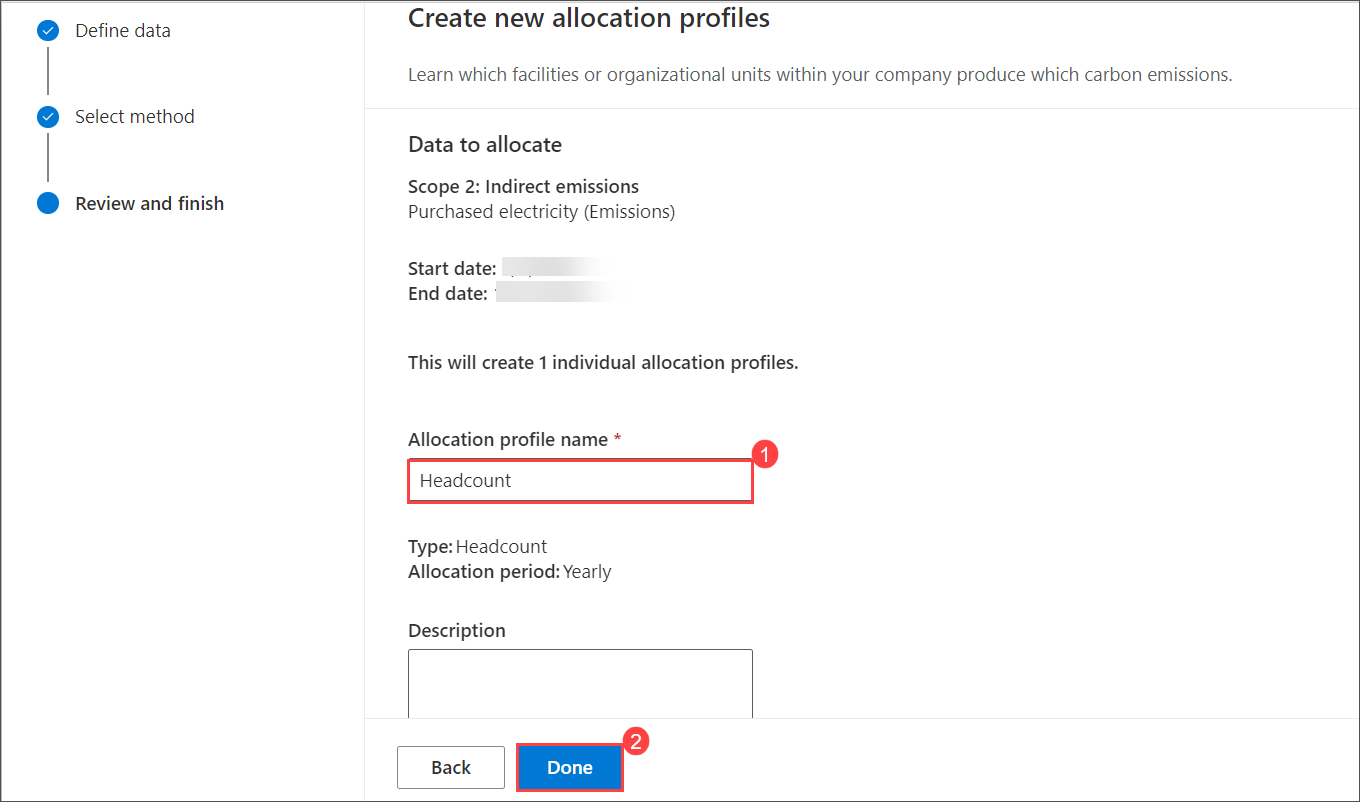 Define data
Select method
Review and finish
Create new allocation profiles
Learn which facilities or organizational units within your company produce which carbon emissions.
Data to allocate
Scope 2: Indirect emissions
Purchased electricity (Emissions)
Start date:
End date:
This will create 1 individual allocation profiles.
Allocation profile name *
1
Headcount
Type: Headcount
Allocation period: Yearly
Description
Back
Done
2